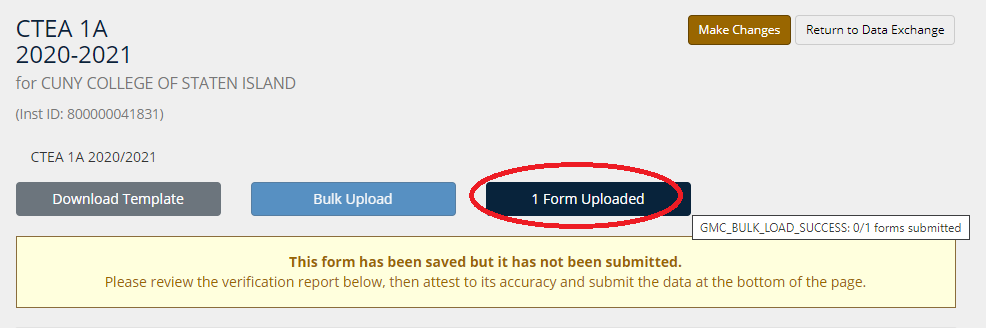 CTEA 1A
2020-2021
for CUNY COLLEGE OF STATEN ISLAND
(Inst ID: 800000041831)
Make Changes
Return to Data Exchange
CTEA 1A 2020/2021
Download Template
Bulk Upload
1 Form Uploaded
GMC_BULK_LOAD_SUCCESS: 0/1 forms submitted
This form has been saved but it has not been submitted.
Please review the verification report below, then attest to its accuracy and submit the data at the bottom of the page.